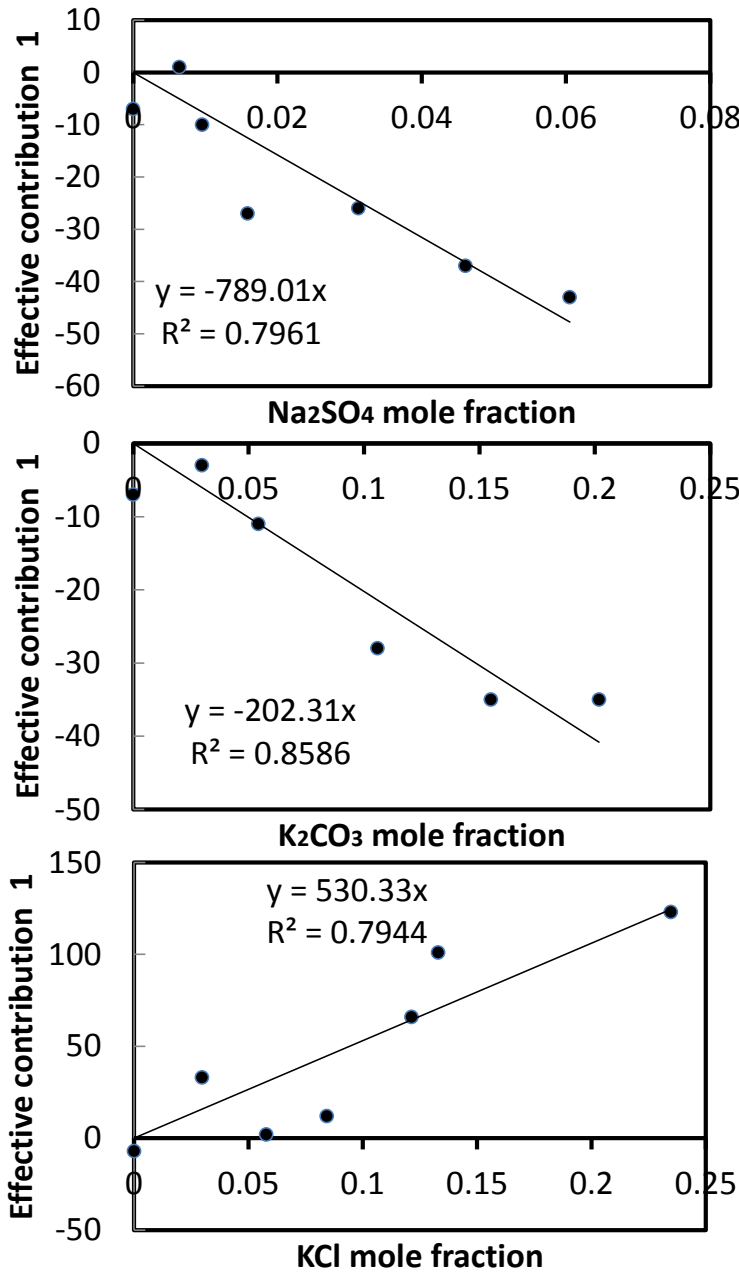 Effective contribution 1
10
0
-10
-20
-30
-40
-50
-60
0 0.02 0.04 0.06 0.08
y = -789.01x
R² = 0.7961
Na₂SO₄ mole fraction
Effective contribution 1
0
-10
-20
-30
-40
-50
0 0.05 0.1 0.15 0.2 0.25
y = -202.31x
R² = 0.8586
K₂CO₃ mole fraction
Effective contribution 1
150
100
50
0
-50
0 0.05 0.1 0.15 0.2 0.25
y = 530.33x
R² = 0.7944
KCl mole fraction